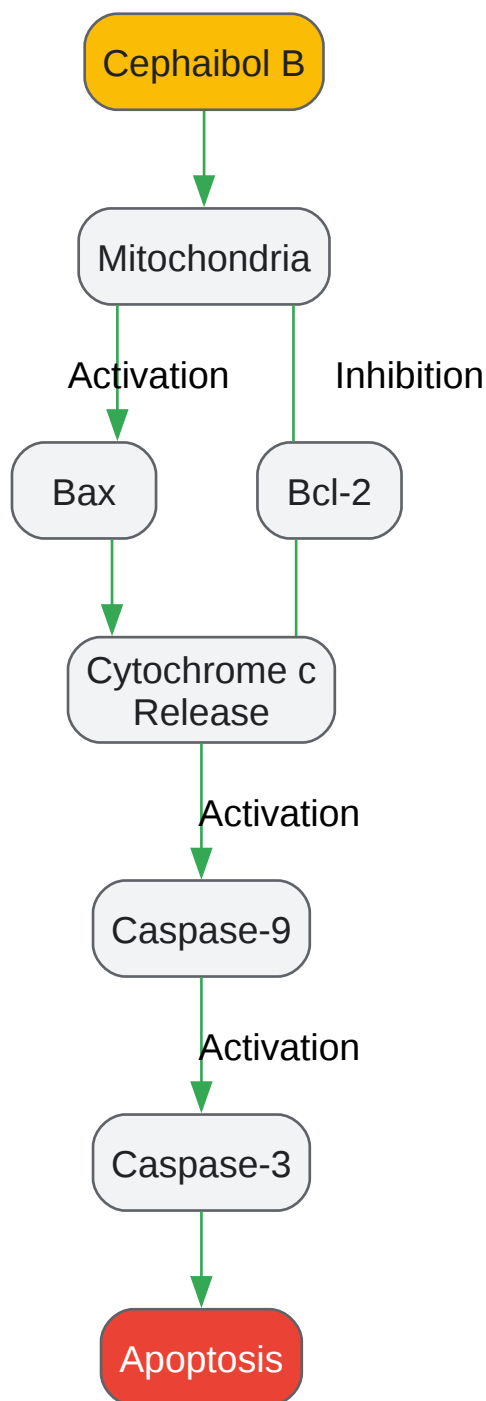 Cephaibol B
Mitochondria
Activation
Inhibition
Bax
Bcl-2
Cytochrome c
Release
Activation
Caspase-9
Activation
Caspase-3
Apoptosis